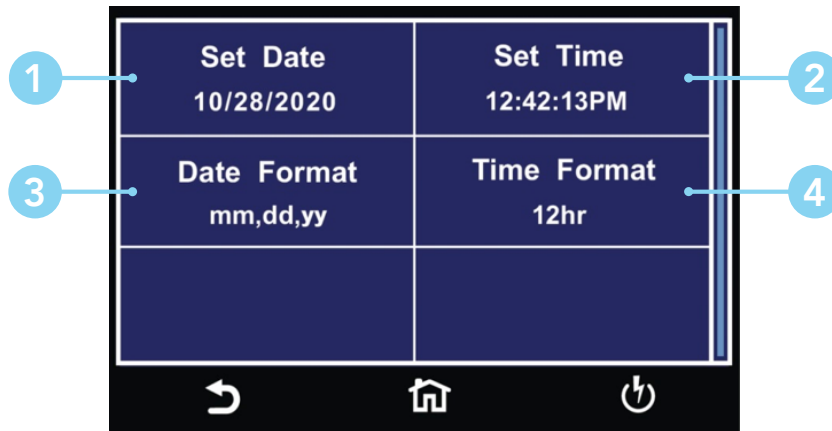 1
Set Date
10/28/2020
Set Time
12:42:13PM
2
3
Date Format
mm,dd,yy
Time Format
12hr
4